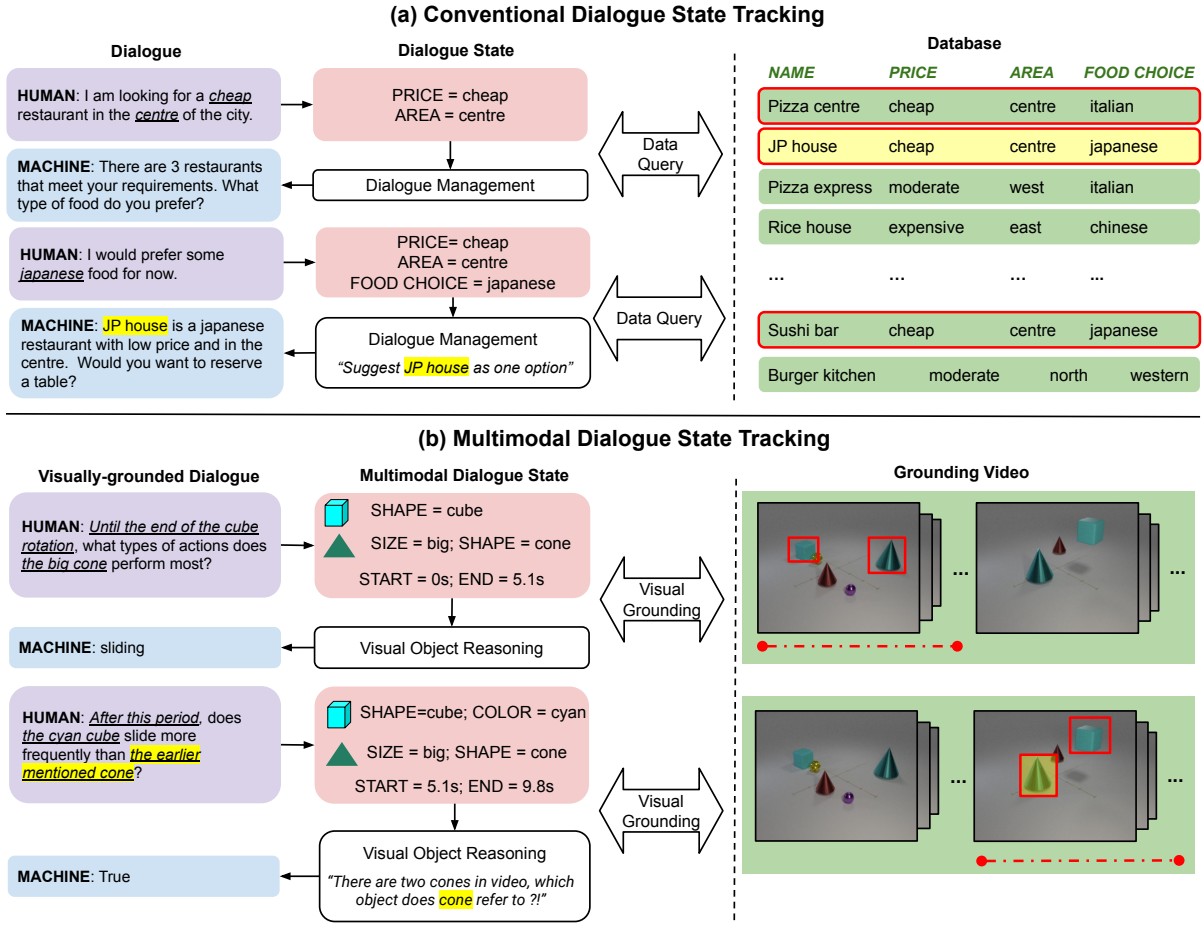 (a) Conventional Dialogue State Tracking
Dialogue
Dialogue State
Database
HUMAN: I am looking for a cheap
restaurant in the centre of the city.
PRICE = cheap
AREA = centre
MACHINE: There are 3 restaurants
that meet your requirements. What
type of food do you prefer?
Dialogue Management
Data
Query
HUMAN: I would prefer some
japanese food for now.
PRICE= cheap
AREA = centre
FOOD CHOICE = japanese
MACHINE: JP house is a japanese
restaurant with low price and in the
centre. Would you want to reserve
a table?
Dialogue Management
“Suggest JP house as one option”
Data Query
NAME PRICE AREA FOOD CHOICE
Pizza centre cheap centre italian
JP house cheap centre japanese
Pizza express moderate west italian
Rice house expensive east chinese
... ... ... ...
Sushi bar cheap centre japanese
Burger kitchen moderate north western
(b) Multimodal Dialogue State Tracking
Visually-grounded Dialogue
Multimodal Dialogue State
Grounding Video
HUMAN: Until the end of the cube
rotation, what types of actions does
the big cone perform most?
SHAPE = cube
SIZE = big; SHAPE = cone
START = 0s; END = 5.1s
Visual
Grounding
... ...
MACHINE: sliding
Visual Object Reasoning
HUMAN: After this period, does
the cyan cube slide more
frequently than the earlier
mentioned cone?
SHAPE=cube; COLOR = cyan
SIZE = big; SHAPE = cone
START = 5.1s; END = 9.8s
Visual
Grounding
... ...
MACHINE: True
Visual Object Reasoning
“There are two cones in video, which
object does cone refer to ?!”